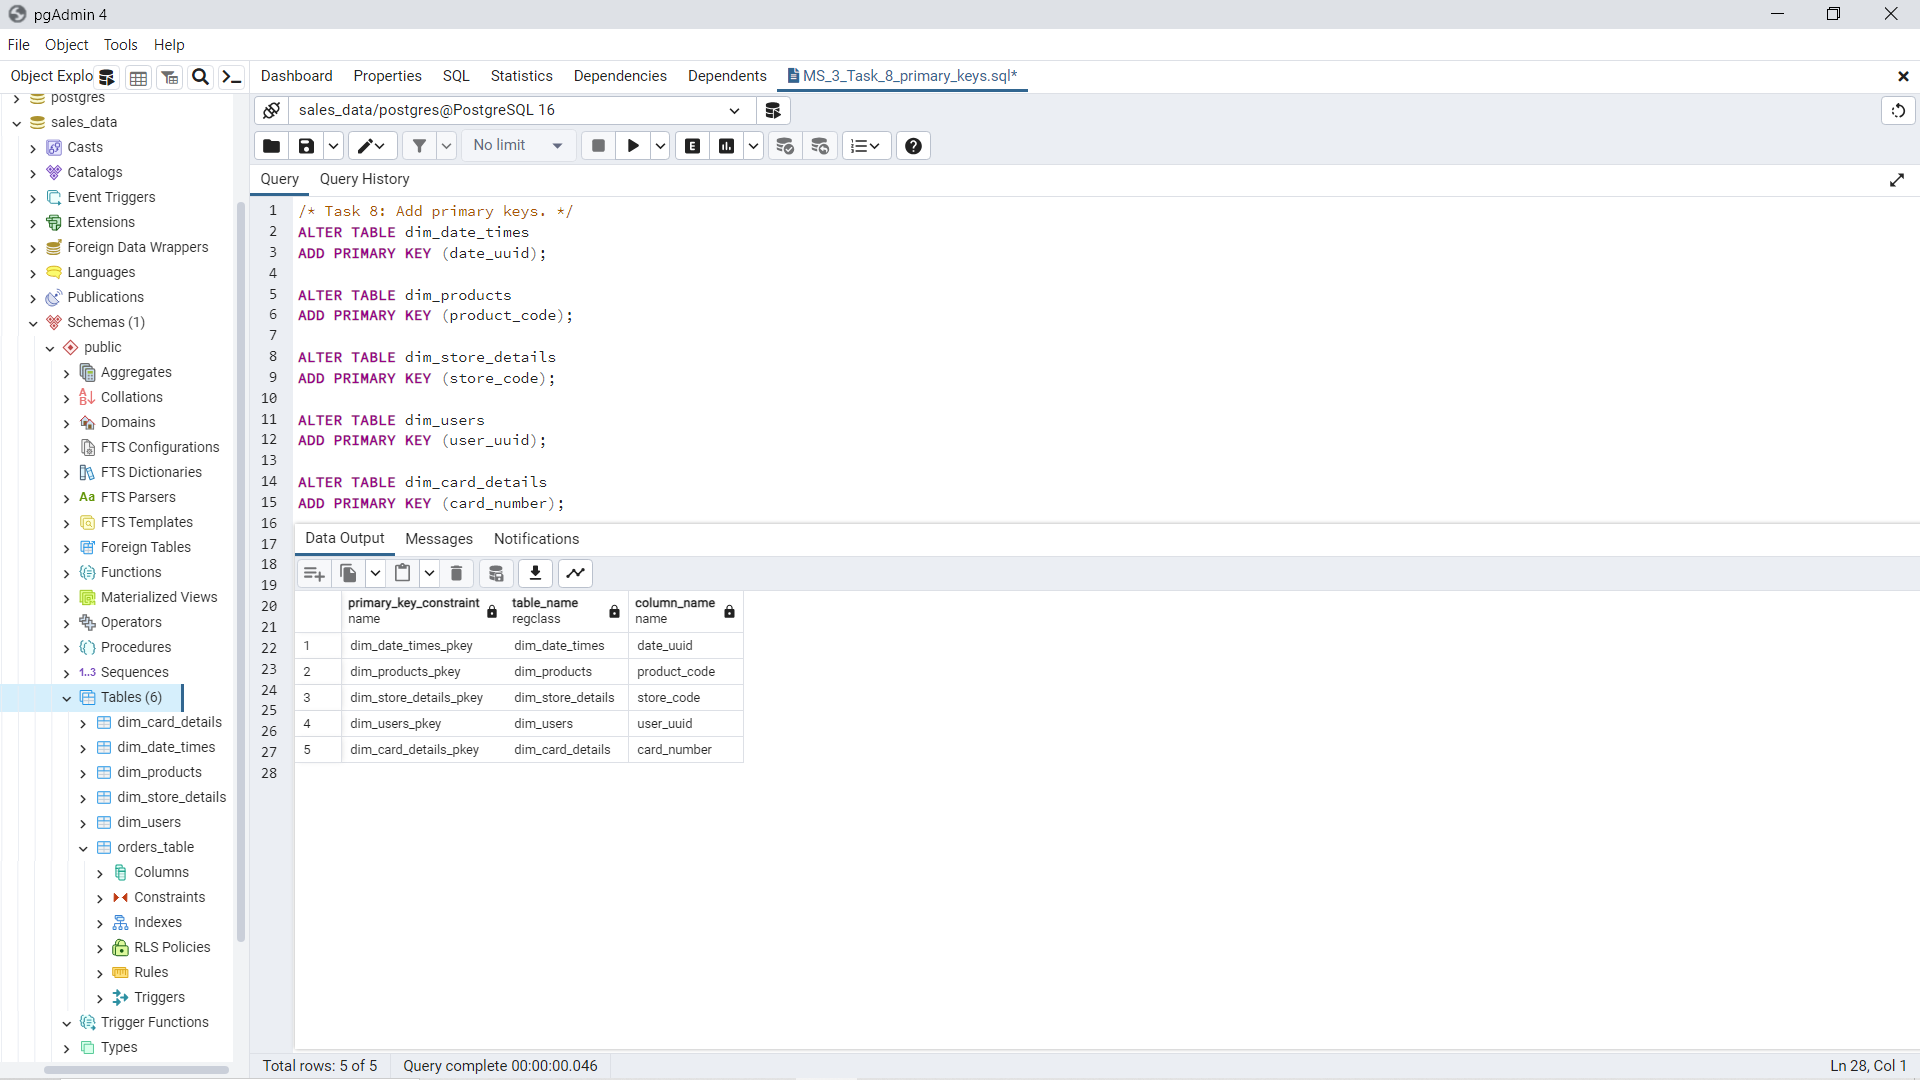 pgAdmin 4
File Object Tools Help
Object Explo
Dashboard Properties SQL Statistics Dependencies Dependents MS_3_Task_8_primary_keys.sql*
postgres
sales_data
Casts
Catalogs
Event Triggers
Extensions
Foreign Data Wrappers
Languages
Publications
Schemas (1)
public
Aggregates
Collations
Domains
FTS Configurations
FTS Dictionaries
Aa FTS Parsers
FTS Templates
Foreign Tables
Functions
Materialized Views
Operators
Procedures
1..3 Sequences
Tables (6)
dim_card_details
dim_date_times
dim_products
dim_store_details
dim_users
orders_table
Columns
Constraints
Indexes
RLS Policies
Rules
Triggers
Trigger Functions
Types
sales_data/postgres@PostgreSQL 16
No limit
E
Query Query History
1 /* Task 8: Add primary keys. */
2 ALTER TABLE dim_date_times
3 ADD PRIMARY KEY (date_uuid);
4
5 ALTER TABLE dim_products
6 ADD PRIMARY KEY (product_code);
7
8 ALTER TABLE dim_store_details
9 ADD PRIMARY KEY (store_code);
10
11 ALTER TABLE dim_users
12 ADD PRIMARY KEY (user_uuid);
13
14 ALTER TABLE dim_card_details
15 ADD PRIMARY KEY (card_number);
16
17
18
19
20
21
22
23
24
25
26
27
28
Data Output Messages Notifications
primary_key_constraint table_name column_name
name regclass name
1 dim_date_times_pkey dim_date_times date_uuid
2 dim_products_pkey dim_products product_code
3 dim_store_details_pkey dim_store_details store_code
4 dim_users_pkey dim_users user_uuid
5 dim_card_details_pkey dim_card_details card_number
Total rows: 5 of 5 Query complete 00:00:00.046 Ln 28, Col 1